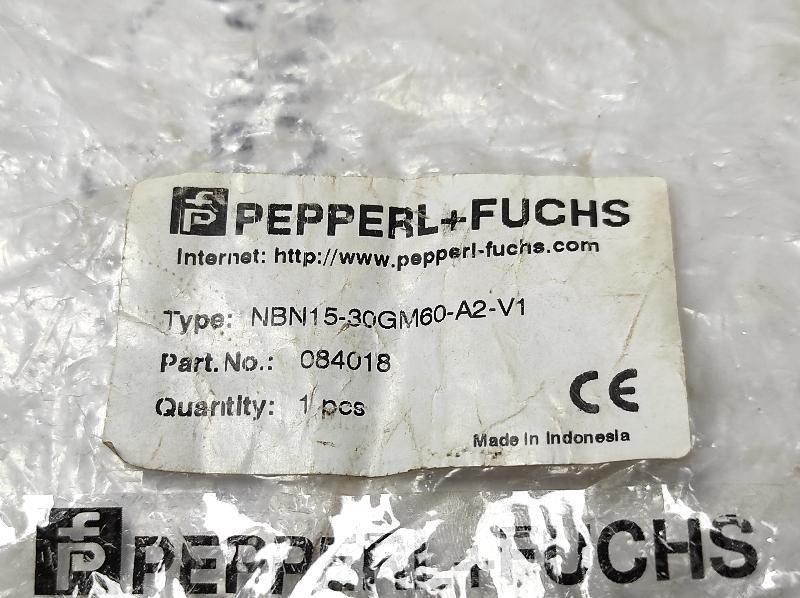 PEPPERL+FUCHS
Internet: http://www.pepperl-fuchs.com
Type: NBN15-30GM60-A2-V1
Part.No.: 084018
Quantity: 1 pcs
CE
Made in Indonesia
PEPPERL+FUCHS